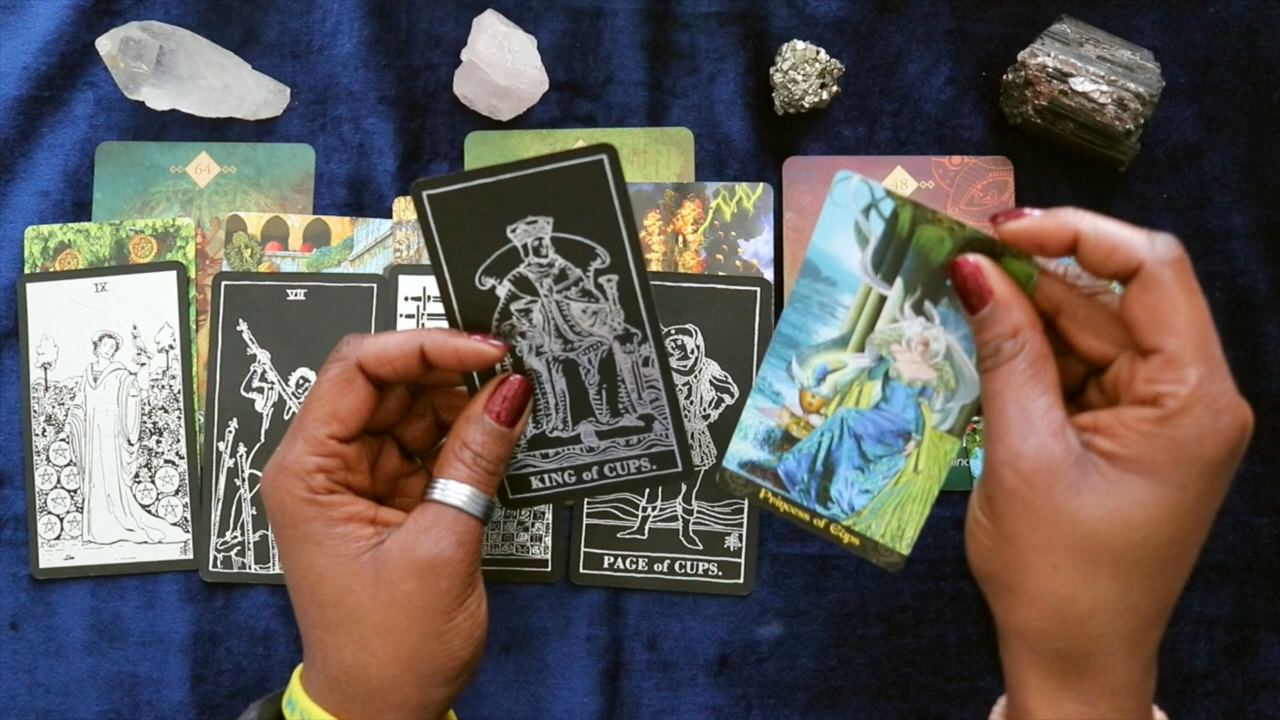 64
48
IX
VII
KING of CUPS.
Princess of Cups
PAGE of CUPS.